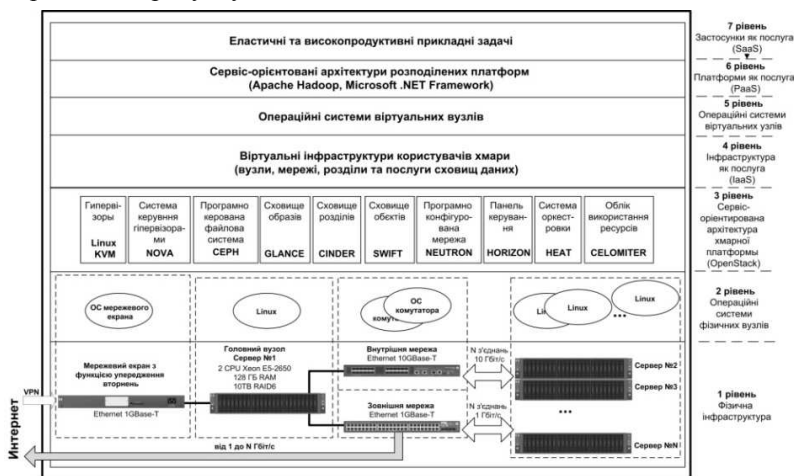 Еластичні та високопродуктивні прикладні задачі
Сервіс-орієнтовані архітектури розподілених платформ
(Apache Hadoop, Microsoft .NET Framework)
Операційні системи віртуальних вузлів
Віртуальні інфраструктури користувачів хмари
(вузли, мережі, розділи та послуги сховищ даних)
7 рівень
Застосунки як послуга
(SaaS)
6 рівень
Платформи як послуга
(PaaS)
5 рівень
Операційні системи
віртуальних узлів
4 рівень
Інфраструктура
як послуга
(IaaS)
3 рівень
Сервіс-
орієнтирована
архітектура
хмарної
платформы
(OpenStack)
2 рівень
Операційні
системи
фізичних вузлів
1 рівень
Фізична
інфраструктура
Гіперві-
зоры
Linux
KVM
Система
керування
гіпервізора-
ми
NOVA
Програмно
керована
файлова
система
CEPH
Сховище
образів
GLANCE
Сховище
розділів
CINDER
Сховище
обєктів
SWIFT
Програмно
конфігуро-
вана
мережа
NEUTRON
Панель
керуван-
ня
HORIZON
Система
оркест-
ровки
HEAT
Облік
використання
ресурсів
CELOMITER
ОС мережевого
екрана
Linux
ОС
комутатора
Linux
Linux
...
Мережевий екран з
функцією упередження
вторнень
Ethernet 1GBase-T
Головний вузол
Сервер №1
2 CPU Xeon E5-2650
128 ГБ RAM
10TB RAID6
Внутрішня мережа
Ethernet 10GBase-T
Зовнішня мережа
Ethernet 1GBase-T
N з'єднань
10 Гбіт/с
N з'єднань
1 Гбіт/с
Сервер №2
Сервер №3
...
Сервер №N
VPN
Интернет
від 1 до N Гбіт/с